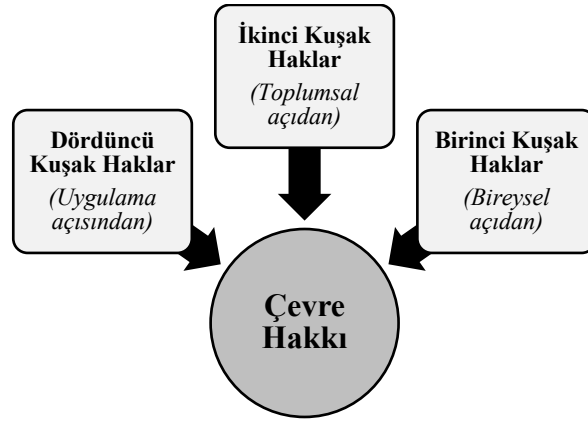 İkinci Kuşak
Haklar
(Toplumsal
açıdan)
Dördüncü
Kuşak Haklar
(Uygulama
açısından)
Birinci Kuşak
Haklar
(Bireysel
açıdan)
Çevre
Hakkı